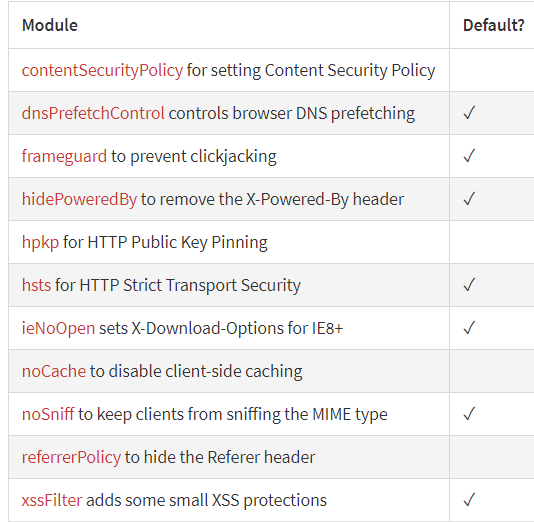 Module Default?
contentSecurityPolicy for setting Content Security Policy
dnsPrefetchControl controls browser DNS prefetching ✓
frameguard to prevent clickjacking ✓
hidePoweredBy to remove the X-Powered-By header ✓
hpkp for HTTP Public Key Pinning
hsts for HTTP Strict Transport Security ✓
ieNoOpen sets X-Download-Options for IE8+ ✓
noCache to disable client-side caching
noSniff to keep clients from sniffing the MIME type ✓
referrerPolicy to hide the Referer header
xssFilter adds some small XSS protections ✓